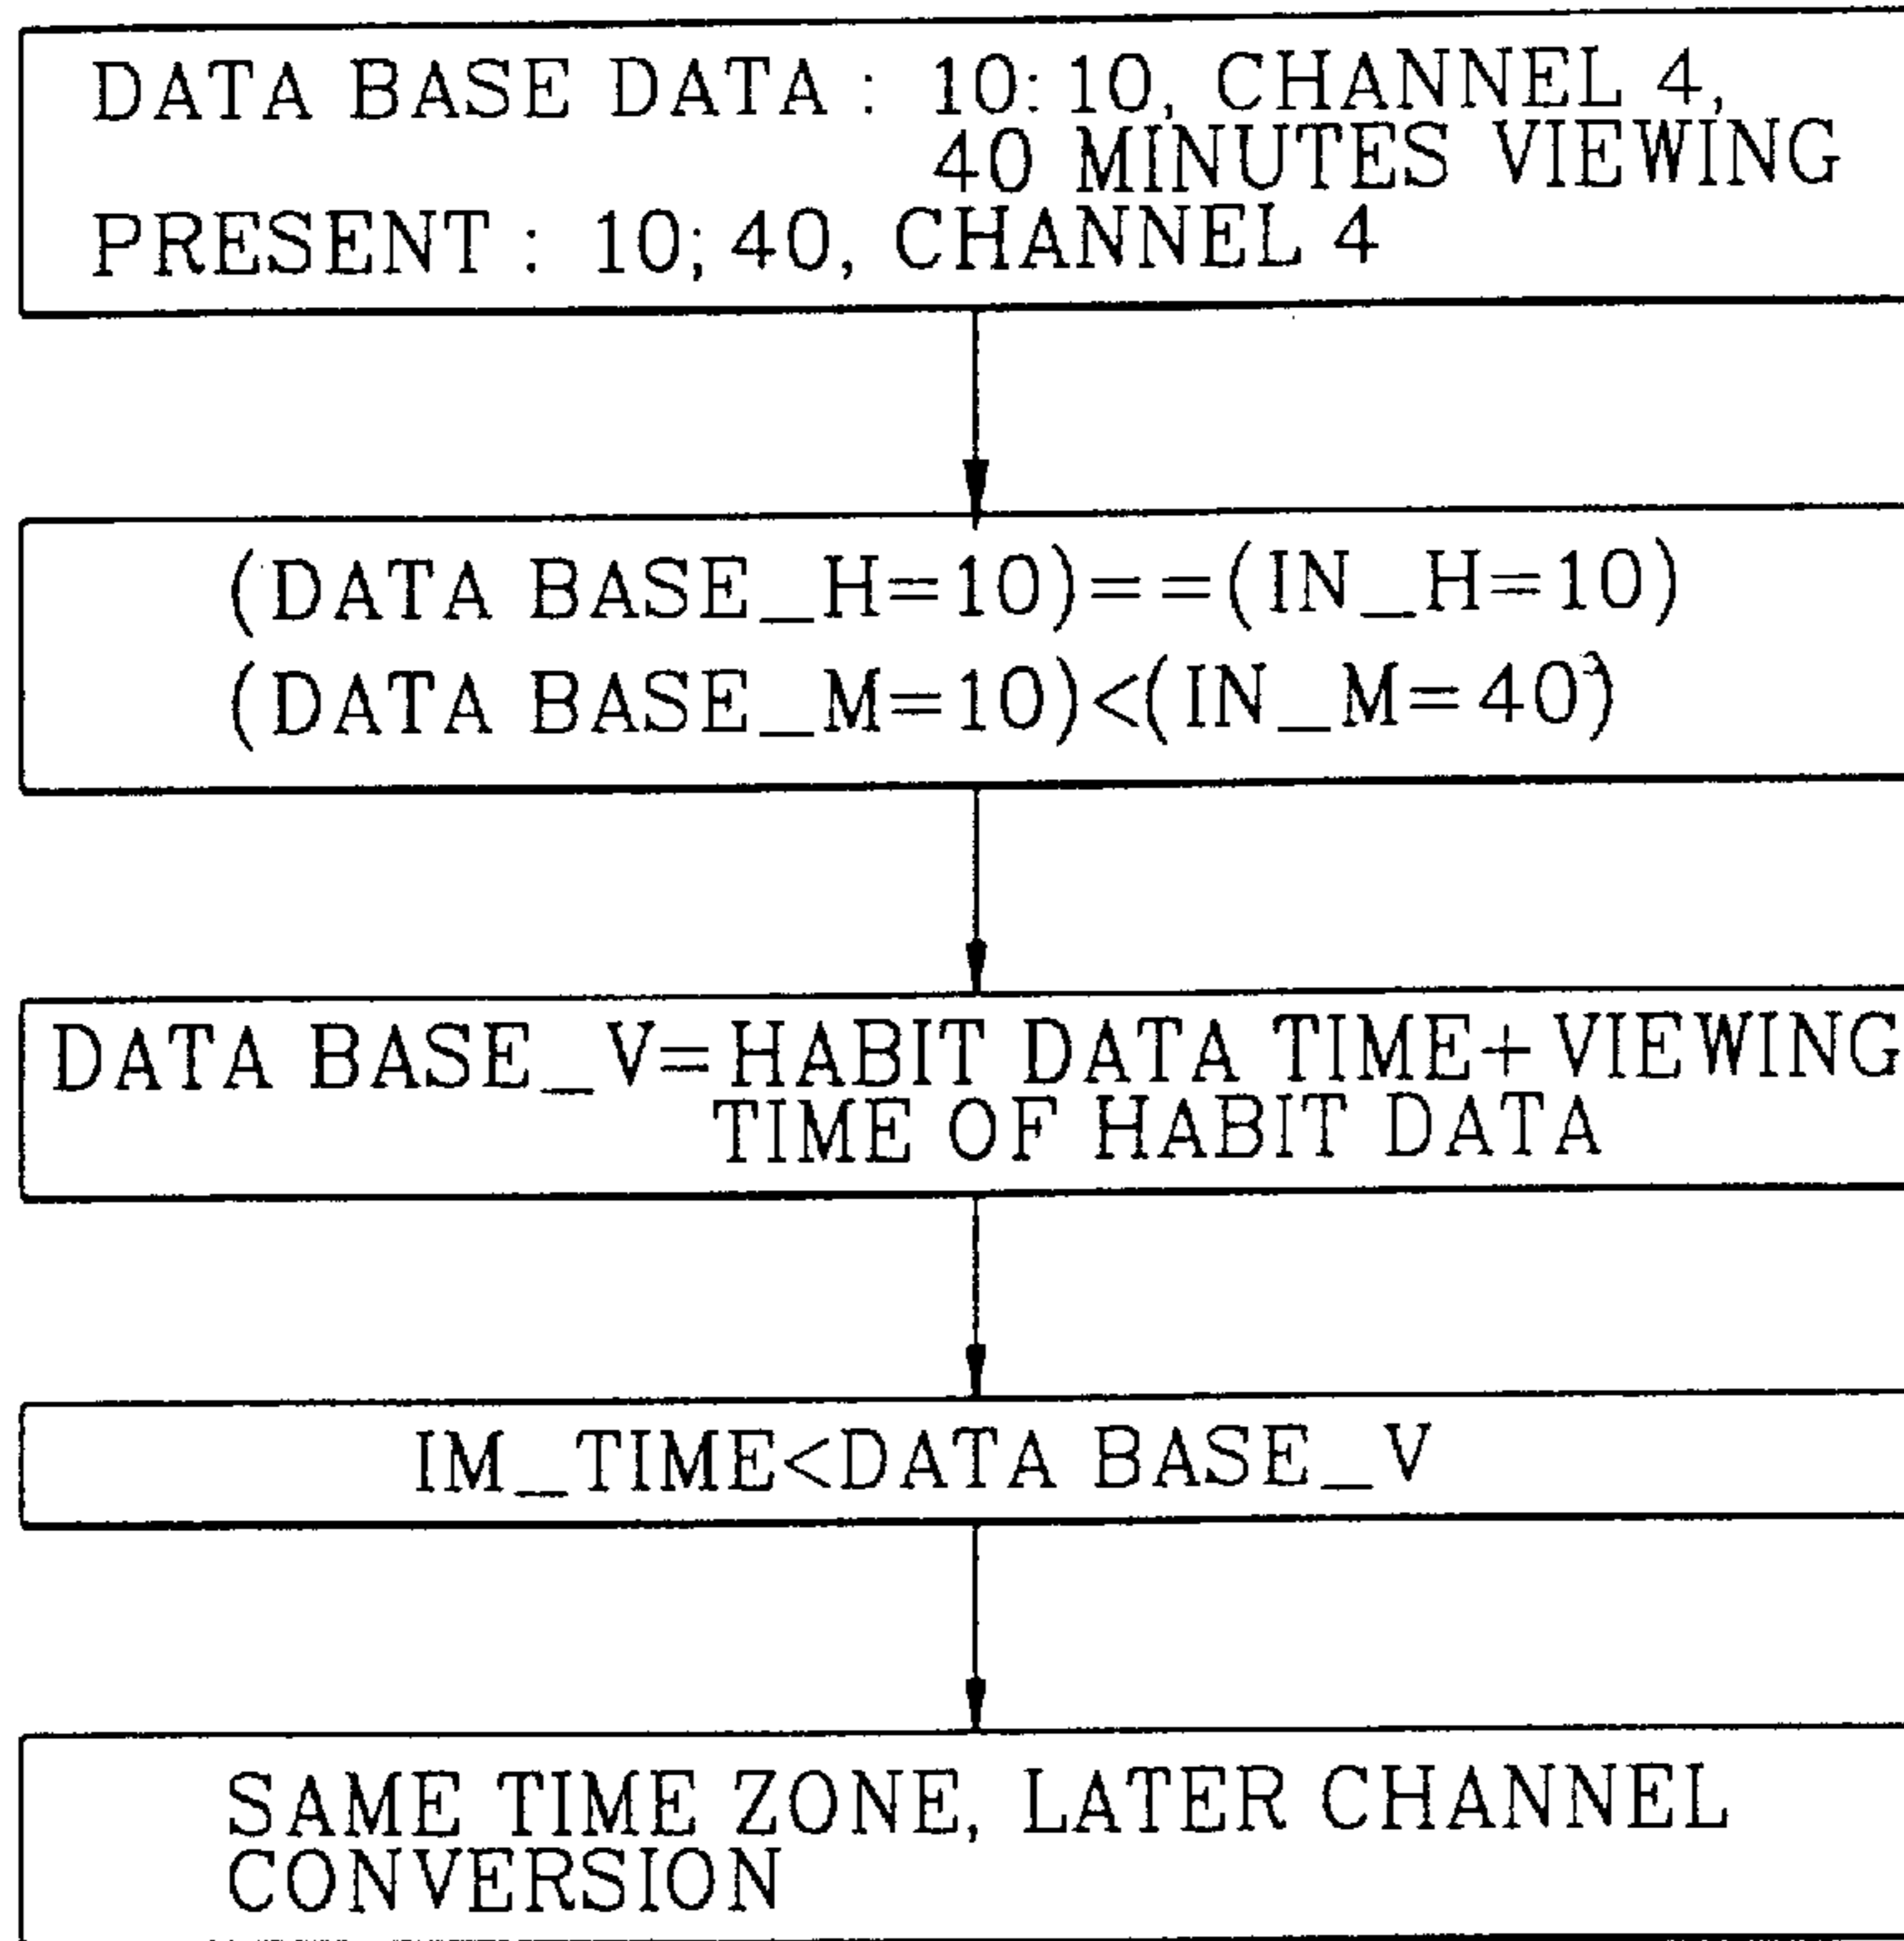 DATA BASE DATA : 10:10, CHANNEL 4,
40 MINUTES VIEWING
PRESENT : 10;40, CHANNEL 4
(DATA BASE_H=10)==(IN_H=10)
(DATA BASE_M=10)<(IN_M=40)
DATA BASE_V=HABIT DATA TIME+VIEWING
TIME OF HABIT DATA
IM_TIME<DATA BASE_V
SAME TIME ZONE, LATER CHANNEL
CONVERSION